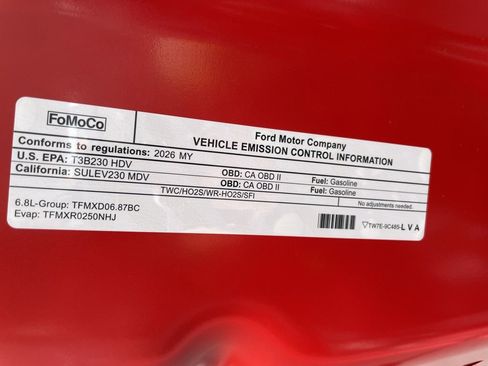 FoMoCo
Ford Motor Company
VEHICLE EMISSION CONTROL INFORMATION
Conforms to regulations: 2026 MY
U.S. EPA: T3B230 HDV OBD: CA OBD II Fuel: Gasoline
California: SULEV230 MDV OBD: CA OBD II Fuel: Gasoline
TWC/HO2S/WR-HO2S/SFI
No adjustments needed.
6.8L-Group: TFMXD06.87BC
Evap: TFMXR0250NHJ
▽TW7E-9C485-L V A